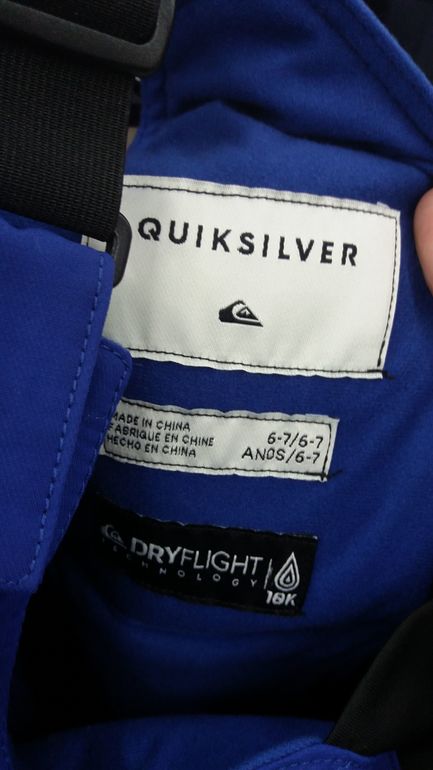 QUIKSILVER
MADE IN CHINA
FABRIQUE EN CHINE
HECHO EN CHINA
6-7/6-7
ANOS/6-7
DRYFLIGHT
TECHNOLOGY
10K